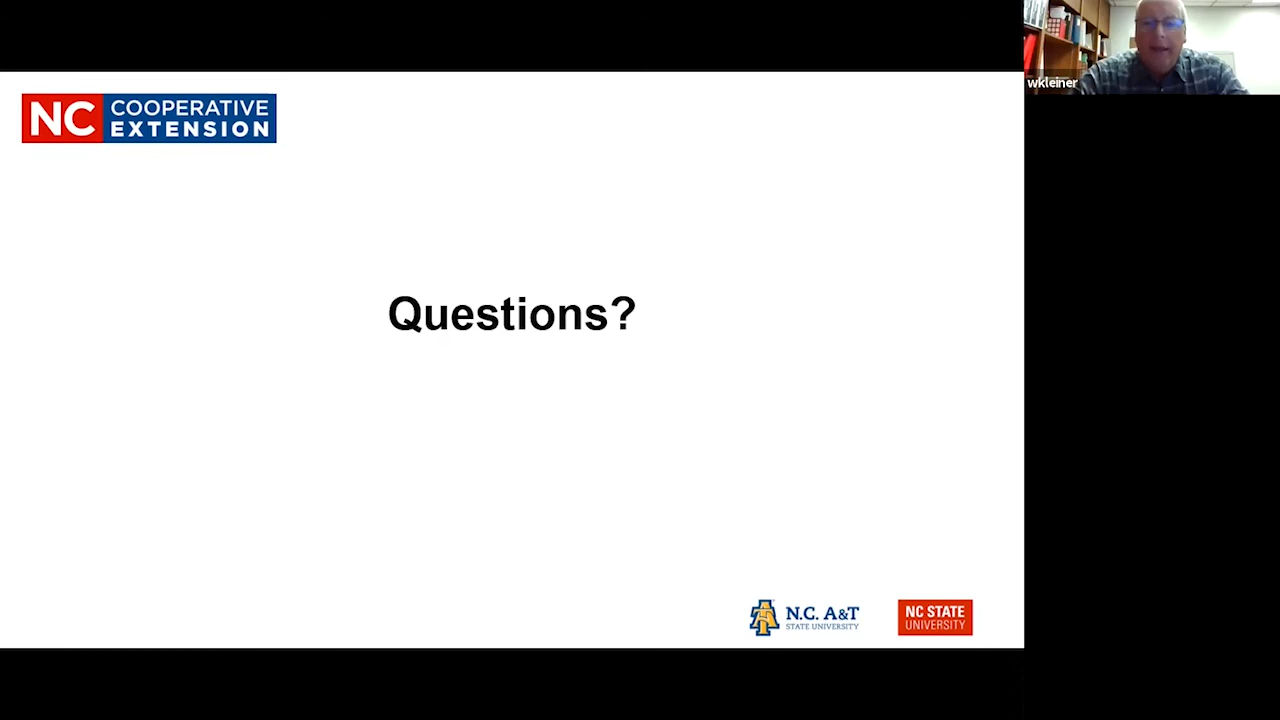 NC COOPERATIVE
EXTENSION
wkleiner
Questions?
N.C. A&T
STATE UNIVERSITY
NC STATE
UNIVERSITY